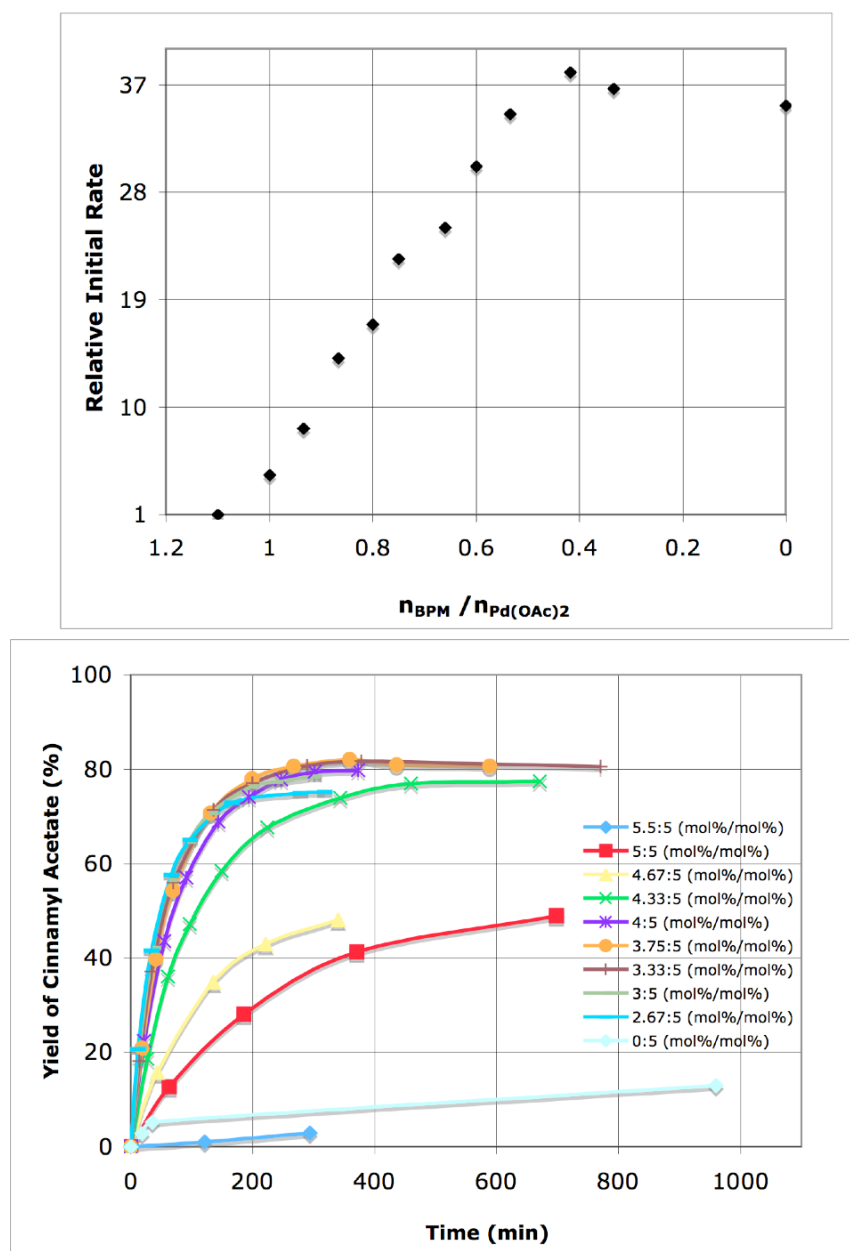 37
28
19
10
1
Relative Initial Rate
1.2 1 0.8 0.6 0.4 0.2 0
nBPM /nPd(OAc)2
100
80
60
40
20
0
Yield of Cinnamyl Acetate (%)
5.5:5 (mol%/mol%)
5:5 (mol%/mol%)
4.67:5 (mol%/mol%)
4.33:5 (mol%/mol%)
4:5 (mol%/mol%)
3.75:5 (mol%/mol%)
3.33:5 (mol%/mol%)
3:5 (mol%/mol%)
2.67:5 (mol%/mol%)
0:5 (mol%/mol%)
0 200 400 600 800 1000
Time (min)